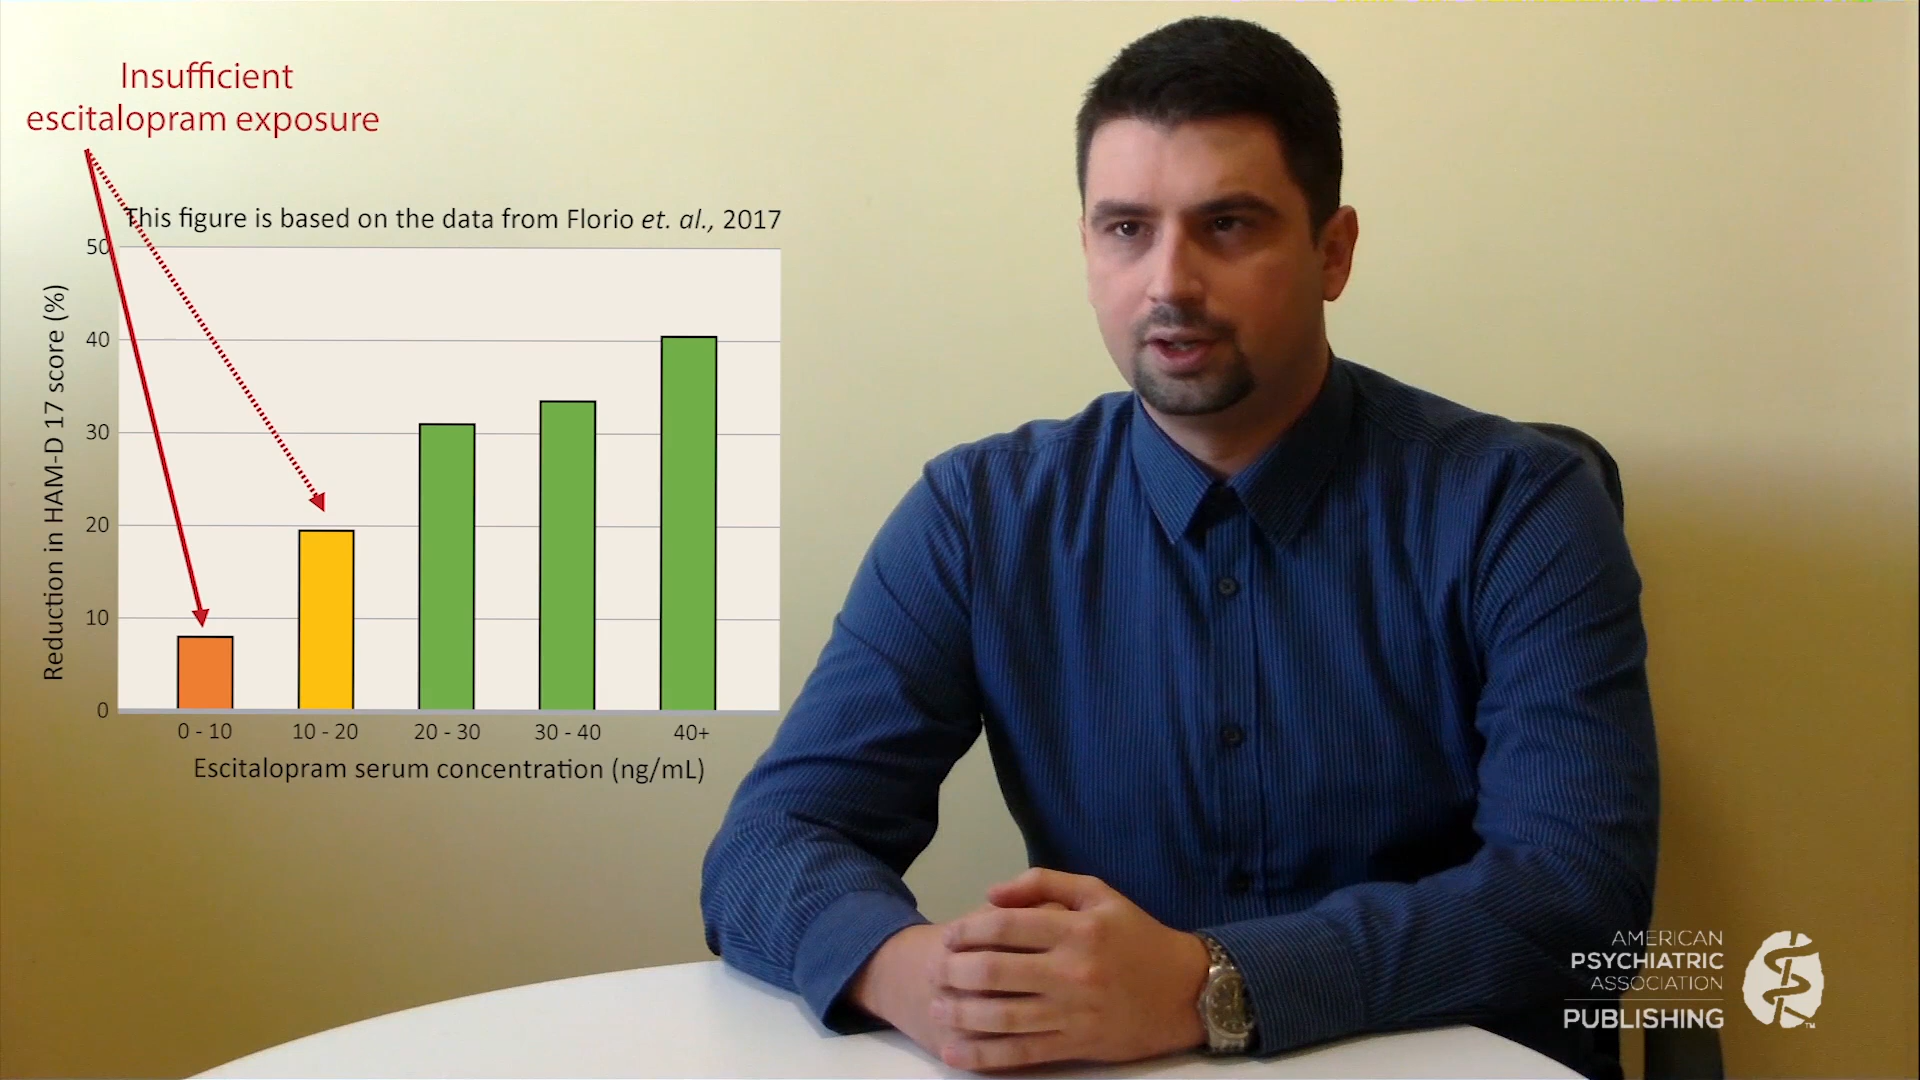 Insufficient
escitalopram exposure
This figure is based on the data from Florio et. al., 2017
50
40
30
20
10
0
Reduction in HAM-D 17 score (%)
0 - 10
10 - 20
20 - 30
30 - 40
40+
Escitalopram serum concentration (ng/mL)
AMERICAN
PSYCHIATRIC
ASSOCIATION
PUBLISHING
TM